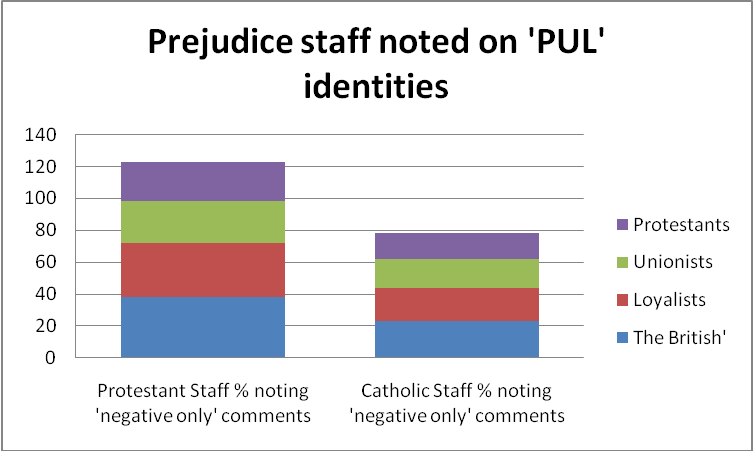 Prejudice staff noted on 'PUL'
identities
140
120
100
80
60
40
20
0
Protestants
Unionists
Loyalists
The British'
Protestant Staff % noting
'negative only' comments
Catholic Staff % noting
'negative only' comments